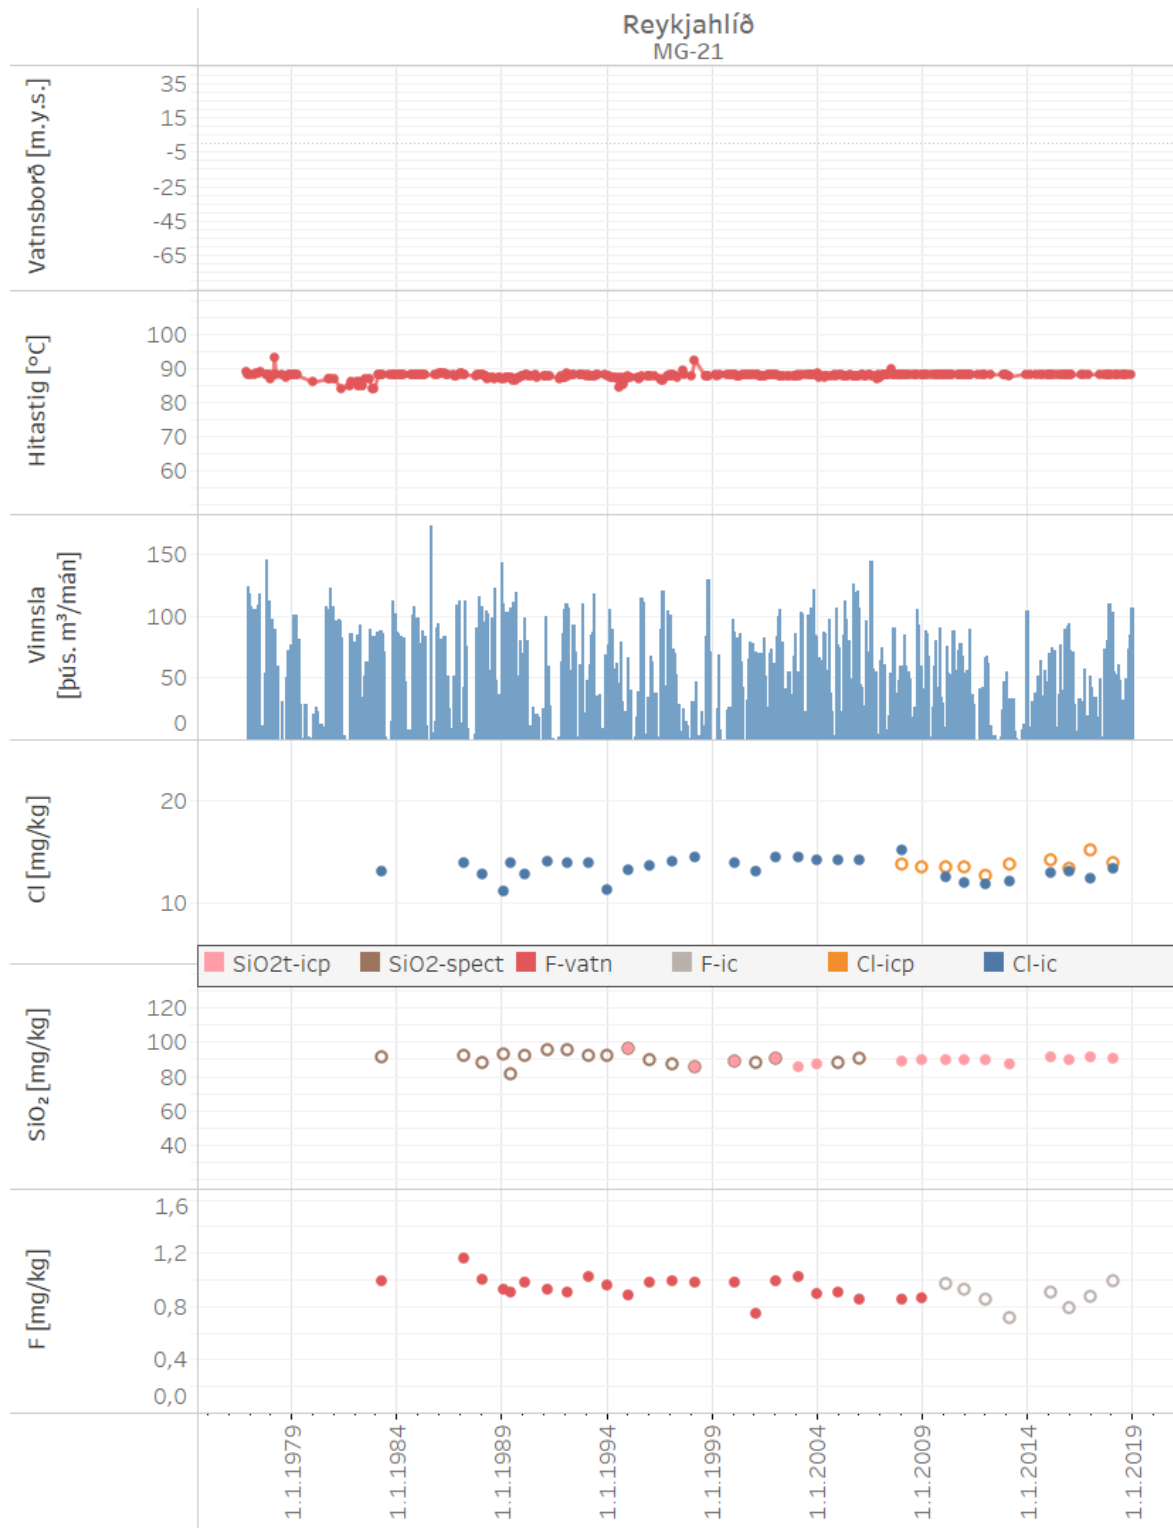 Reykjahlíð
MG-21
Vatnsborð [m.y.s.]
35
15
-5
-25
-45
-65
Hitastig [°C]
100
90
80
70
60
Vinnsla
[þús. m³/mán]
150
100
50
0
Cl [mg/kg]
20
10
SiO2t-icp SiO2-spect F-vatn F-ic Cl-icp Cl-ic
SiO₂ [mg/kg]
120
100
80
60
40
F [mg/kg]
1,6
1,2
0,8
0,4
0,0
1.1.1979 1.1.1984 1.1.1989 1.1.1994 1.1.1999 1.1.2004 1.1.2009 1.1.2014 1.1.2019